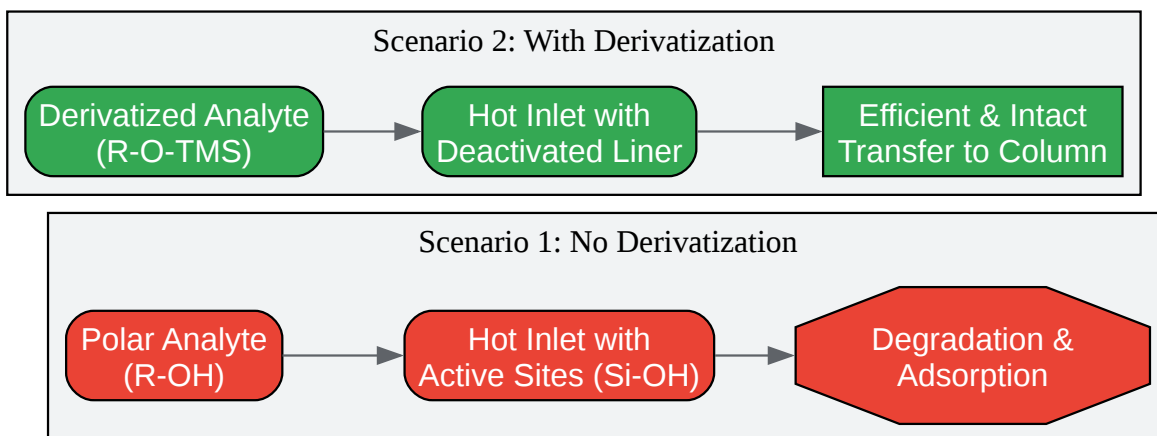 Scenario 2: With Derivatization
Derivatized Analyte
(R-O-TMS)
Hot Inlet with
Deactivated Liner
Efficient & Intact
Transfer to Column
Scenario 1: No Derivatization
Polar Analyte
(R-OH)
Hot Inlet with
Active Sites (Si-OH)
Degradation &
Adsorption